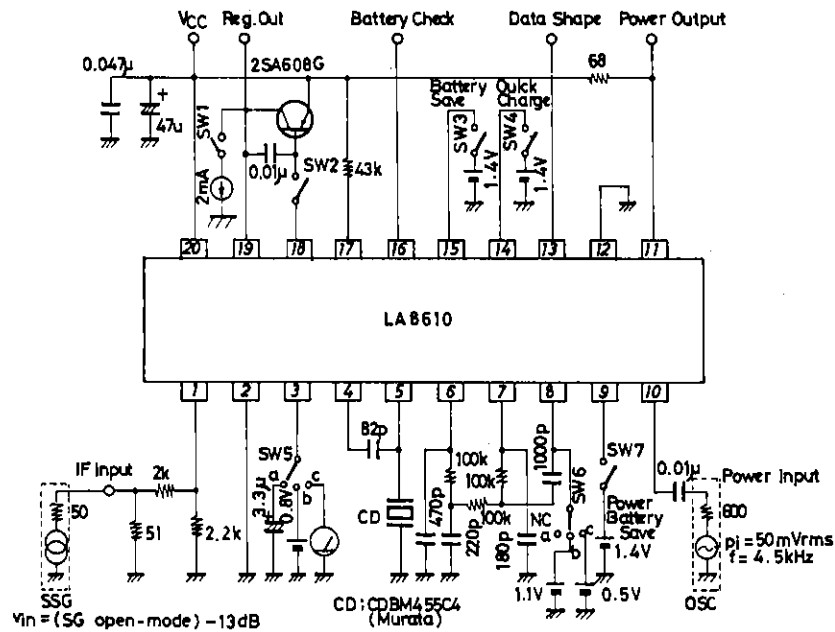 VCC Reg.Out Battery Check Data Shape Power Output
0.047μ
+
47u
SW1
2mA
2SA608G
0.01μ
SW2
43k
Battery Save
SW3
1.4V
Quick Charge
SW4
1.4V
68
20 19 18 17 16 15 14 13 12 11
LA8610
1 2 3 4 5 6 7 8 9 10
IF input
50
51
2k
2.2k
SSG
Vin = (SG open-mode) -13dB
SW5
a
b
c
3.3μ
+
0.8V
82p
CD
CD:CDBM455C4
(Murata)
100k
470p
100k
220p
100k
180p
1000p
NC
SW6
a
b
c
1.1V
0.5V
SW7
Power Battery Save
1.4V
0.01μ
Power Input
600
pi = 50mVrms
f = 4.5kHz
OSC